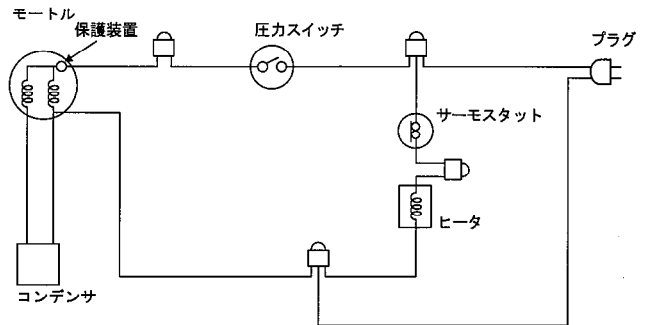 モートル
保護装置
圧力スイッチ
プラグ
サーモスタット
ヒータ
コンデンサ